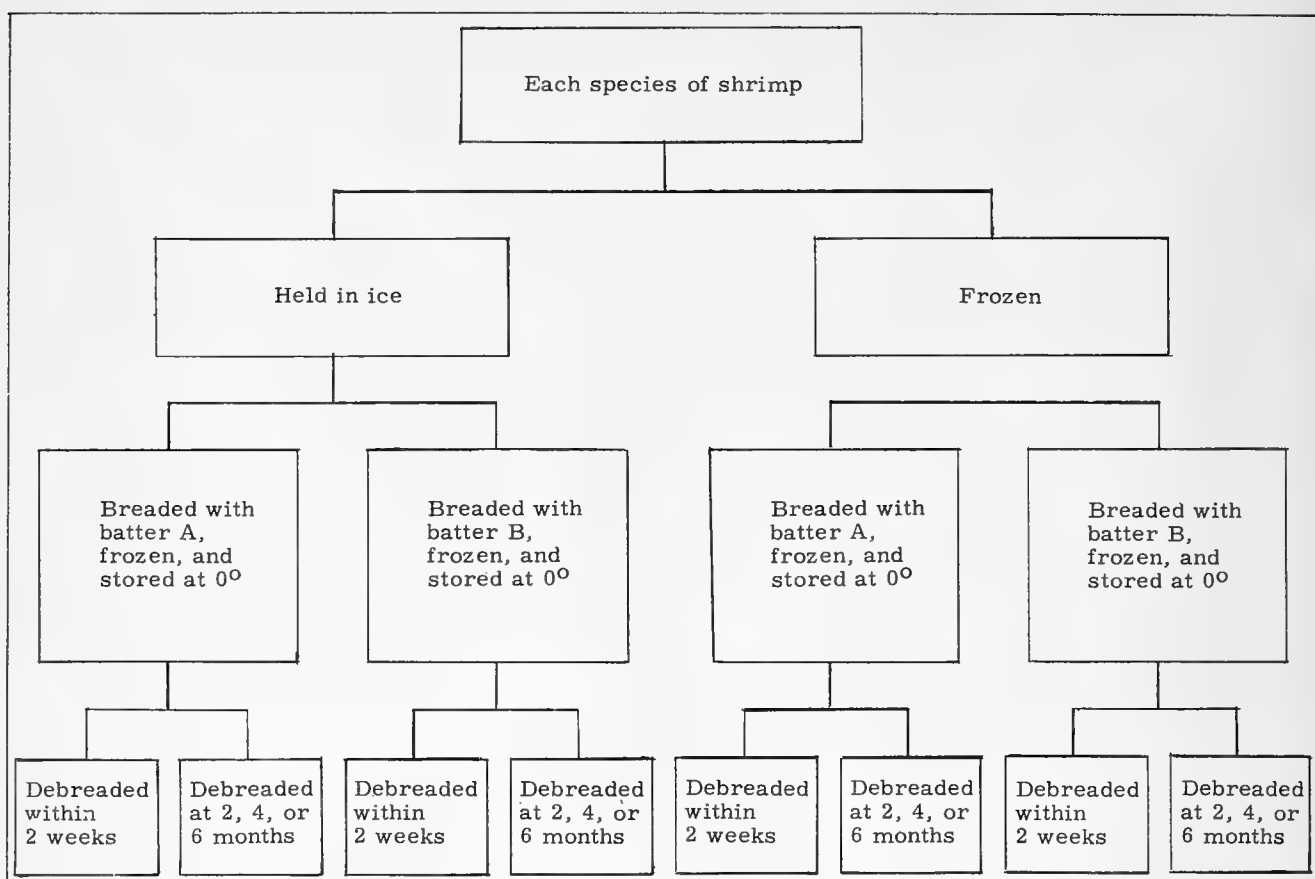 Each species of shrimp
Held in ice
Frozen
Breaded with
batter A,
frozen, and
stored at 0°
Breaded with
batter B,
frozen, and
stored at 0°
Breaded with
batter A,
frozen, and
stored at 0°
Breaded with
batter B,
frozen, and
stored at 0°
Debreaded
within
2 weeks
Debreaded
at 2, 4, or
6 months
Debreaded
within
2 weeks
Debreaded
at 2, 4, or
6 months
Debreaded
within
2 weeks
Debreaded
at 2, 4, or
6 months
Debreaded
within
2 weeks
Debreaded
at 2, 4, or
6 months